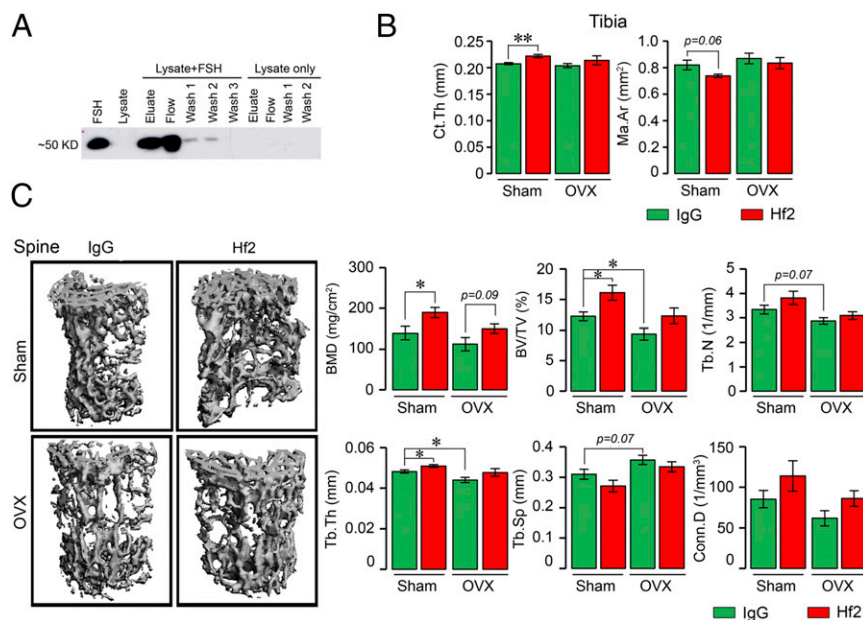 A
Lysate+FSH
Lysate only
FSH
Lysate
Eluate
Flow
Wash 1
Wash 2
Wash 3
Eluate
Flow
Wash 1
Wash 2
~50 KD
B
Tibia
Ct.Th (mm)
0.25
0.20
0.15
0.10
0.05
0
**
Sham
OVX
Ma.Ar (mm²)
1.0
0.8
0.6
0.4
0.2
0
p=0.06
Sham
OVX
IgG
Hf2
C
Spine
IgG
Hf2
Sham
OVX
BMD (mg/cm²)
300
200
100
0
*
p=0.09
Sham
OVX
BV/TV (%)
20
15
10
5
0
*
*
Sham
OVX
Tb.N (1/mm)
5
4
3
2
1
0
p=0.07
Sham
OVX
Tb.Th (mm)
0.06
0.04
0.02
0
*
*
Sham
OVX
Tb.Sp (mm)
0.4
0.3
0.2
0.1
0
p=0.07
Sham
OVX
Conn.D (1/mm³)
150
100
50
0
Sham
OVX
IgG
Hf2